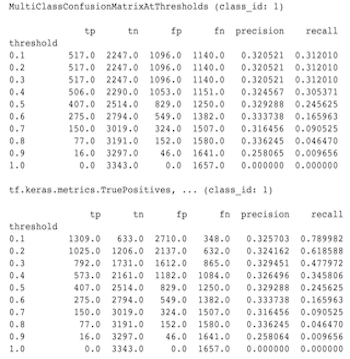 MultiClassConfusionMatrixAtThresholds (class_id: 1)
tp tn fp fn precision recall
threshold
0.1 517.0 2247.0 1096.0 1140.0 0.320521 0.312010
0.2 517.0 2247.0 1096.0 1140.0 0.320521 0.312010
0.3 517.0 2247.0 1096.0 1140.0 0.320521 0.312010
0.4 506.0 2290.0 1053.0 1151.0 0.324567 0.305371
0.5 407.0 2514.0 829.0 1250.0 0.329288 0.245625
0.6 275.0 2794.0 549.0 1382.0 0.333738 0.165963
0.7 150.0 3019.0 324.0 1507.0 0.316456 0.090525
0.8 77.0 3191.0 152.0 1580.0 0.336245 0.046470
0.9 16.0 3297.0 46.0 1641.0 0.258065 0.009656
1.0 0.0 3343.0 0.0 1657.0 0.000000 0.000000
tf.keras.metrics.TruePositives, ... (class_id: 1)
tp tn fp fn precision recall
threshold
0.1 1309.0 633.0 2710.0 348.0 0.325703 0.789982
0.2 1025.0 1206.0 2137.0 632.0 0.324162 0.618588
0.3 792.0 1731.0 1612.0 865.0 0.329451 0.477972
0.4 573.0 2161.0 1182.0 1084.0 0.326496 0.345806
0.5 407.0 2514.0 829.0 1250.0 0.329288 0.245625
0.6 275.0 2794.0 549.0 1382.0 0.333738 0.165963
0.7 150.0 3019.0 324.0 1507.0 0.316456 0.090525
0.8 77.0 3191.0 152.0 1580.0 0.336245 0.046470
0.9 16.0 3297.0 46.0 1641.0 0.258064 0.009656
1.0 0.0 3343.0 0.0 1657.0 0.000000 0.000000